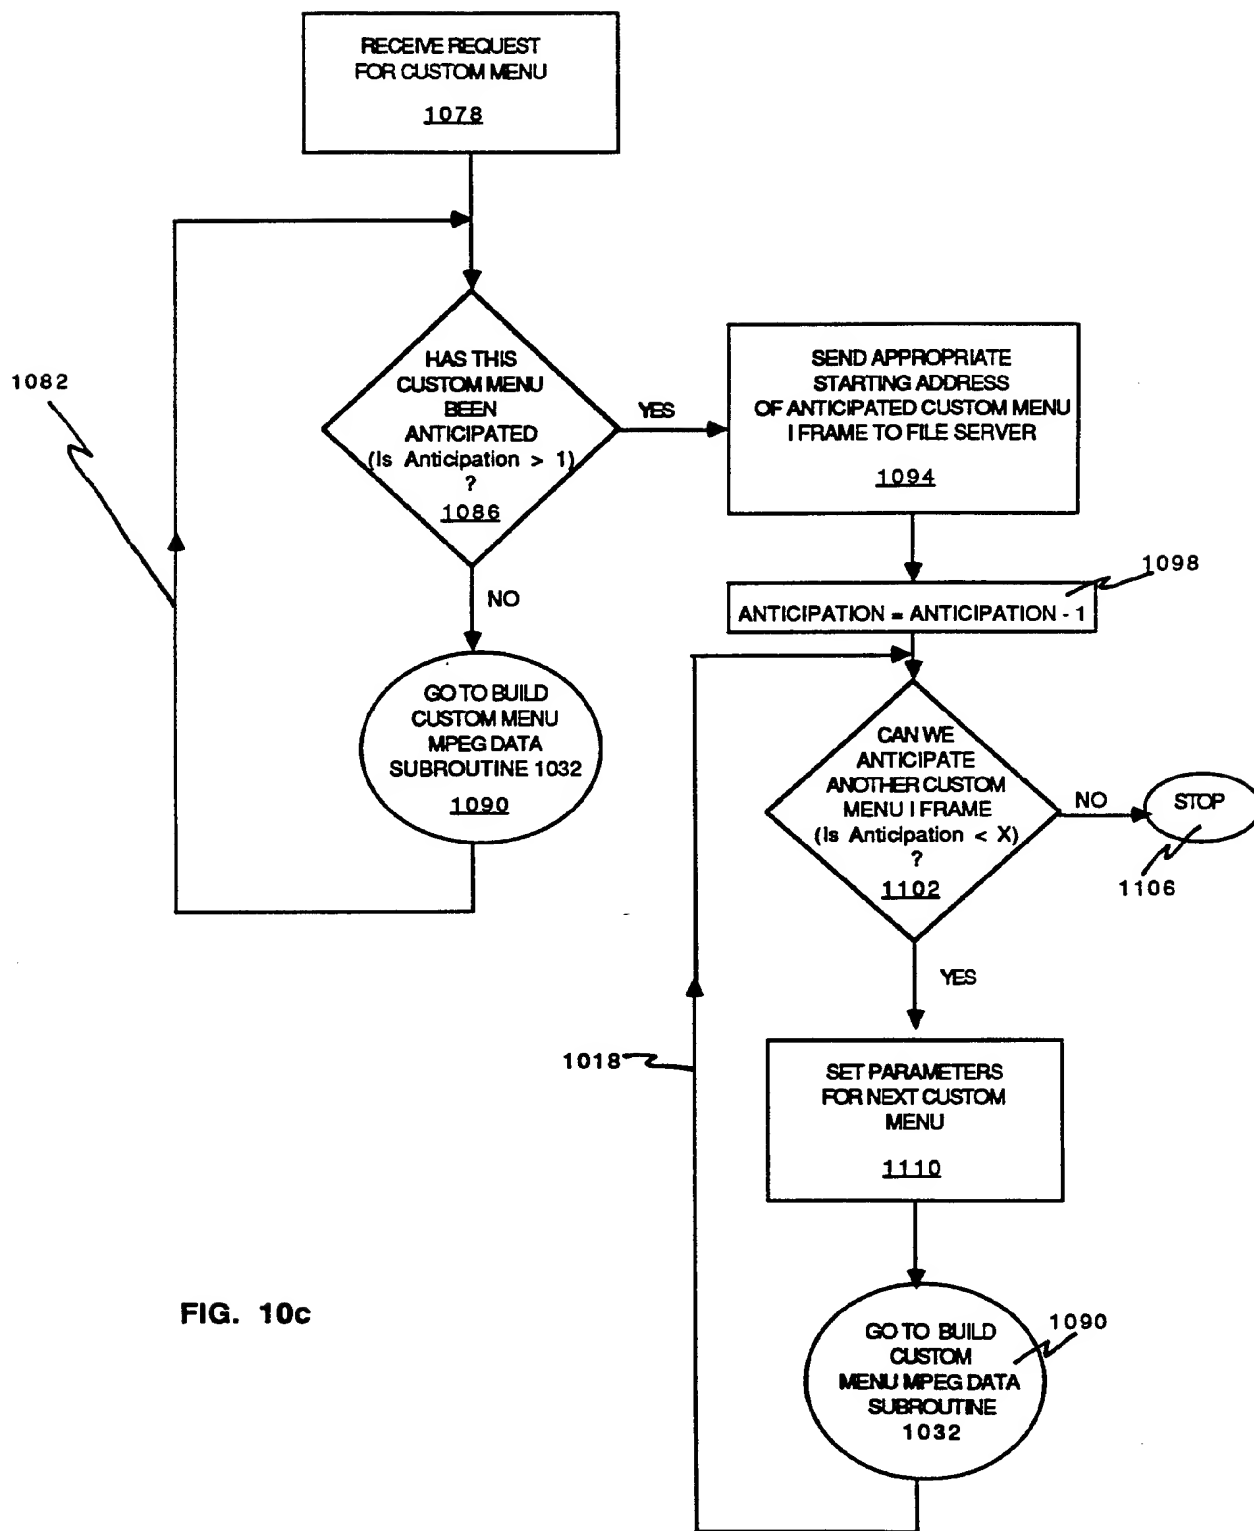 RECEIVE REQUEST
FOR CUSTOM MENU
1078
1082
HAS THIS
CUSTOM MENU
BEEN
ANTICIPATED
(Is Anticipation > 1)
?
1086
YES
NO
SEND APPROPRIATE
STARTING ADDRESS
OF ANTICIPATED CUSTOM MENU
I FRAME TO FILE SERVER
1094
1098
ANTICIPATION = ANTICIPATION - 1
GO TO BUILD
CUSTOM MENU
MPEG DATA
SUBROUTINE 1032
1090
CAN WE
ANTICIPATE
ANOTHER CUSTOM
MENU I FRAME
(Is Anticipation < X)
?
1102
NO
STOP
1106
YES
1018
SET PARAMETERS
FOR NEXT CUSTOM
MENU
1110
1090
GO TO BUILD
CUSTOM
MENU MPEG DATA
SUBROUTINE
1032
FIG. 10c